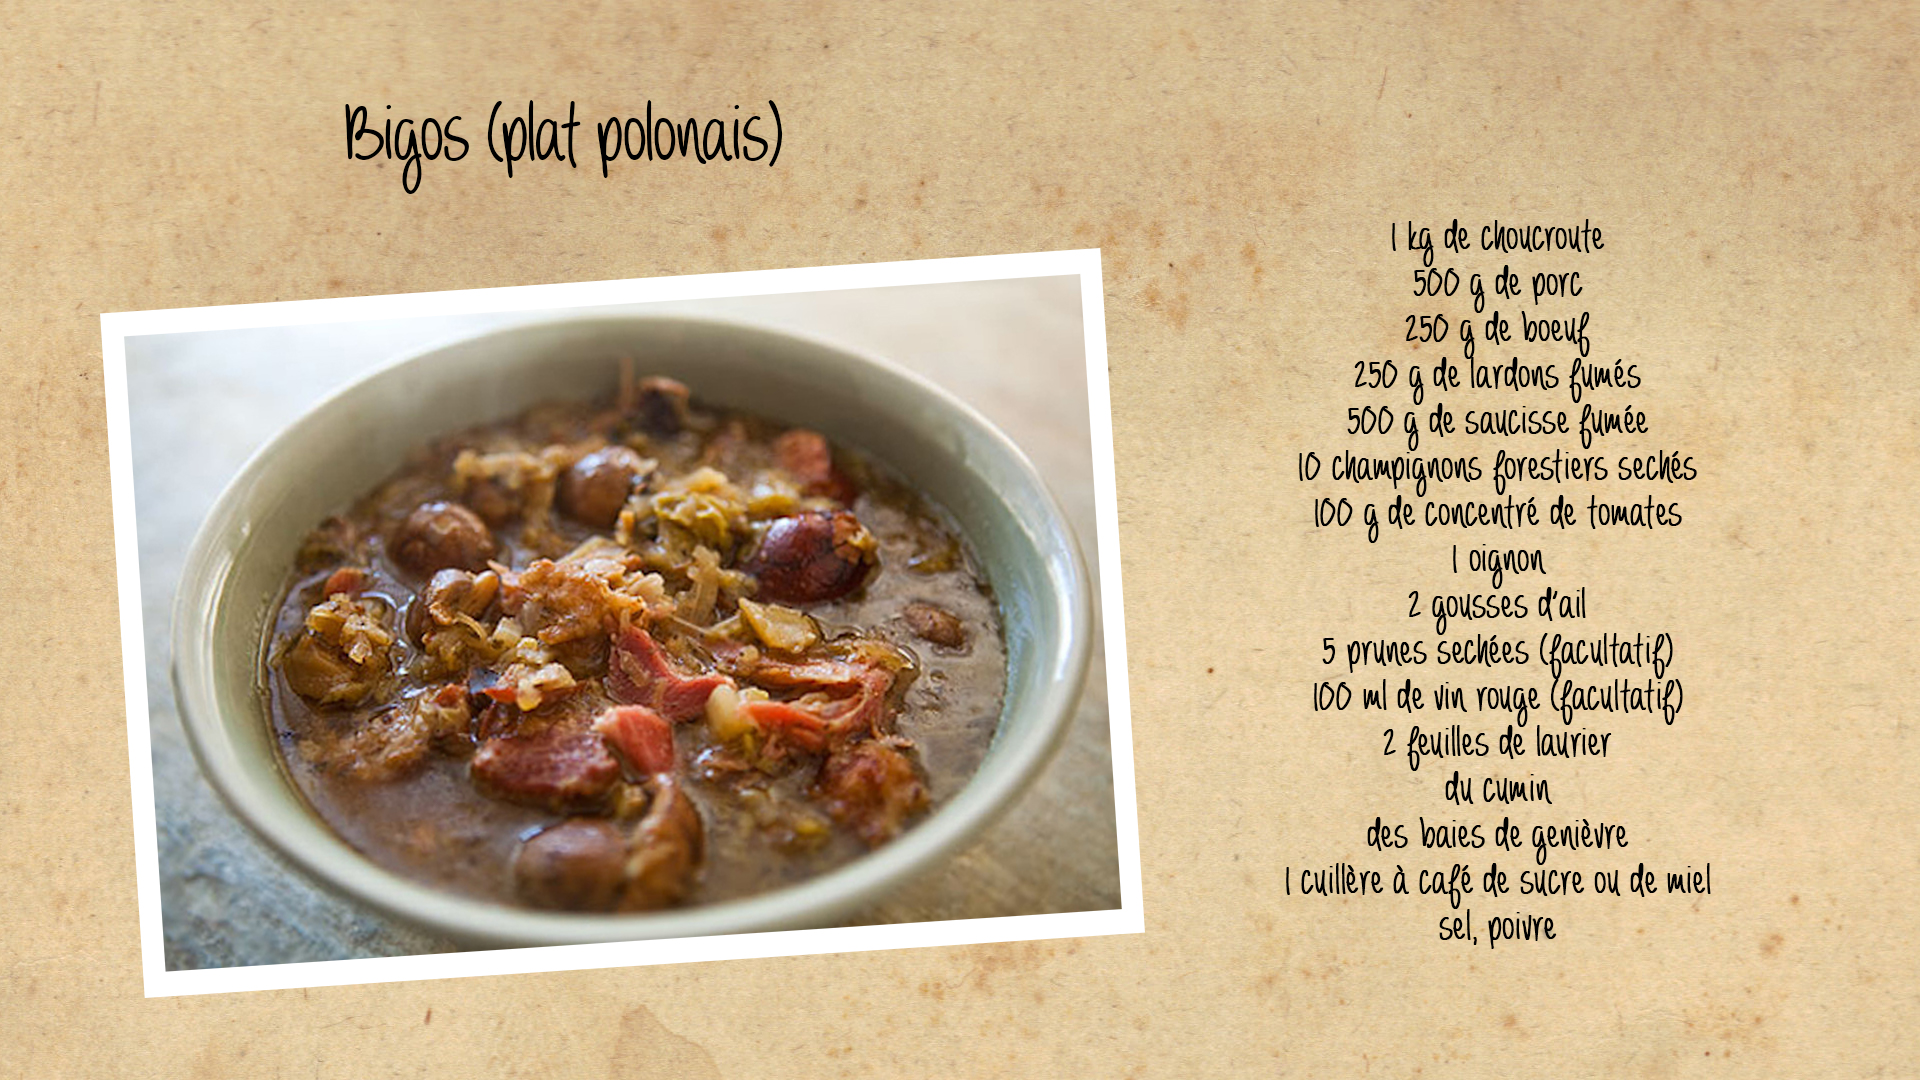 Bigos (plat polonais)
1 kg de choucroute
500 g de porc
250 g de boeuf
250 g de lardons fumés
500 g de saucisse fumée
10 champignons forestiers sechés
100 g de concentré de tomates
1 oignon
2 gousses d'ail
5 prunes sechées (facultatif)
100 ml de vin rouge (facultatif)
2 feuilles de laurier
du cumin
des baies de genièvre
1 cuillère à café de sucre ou de miel
sel, poivre